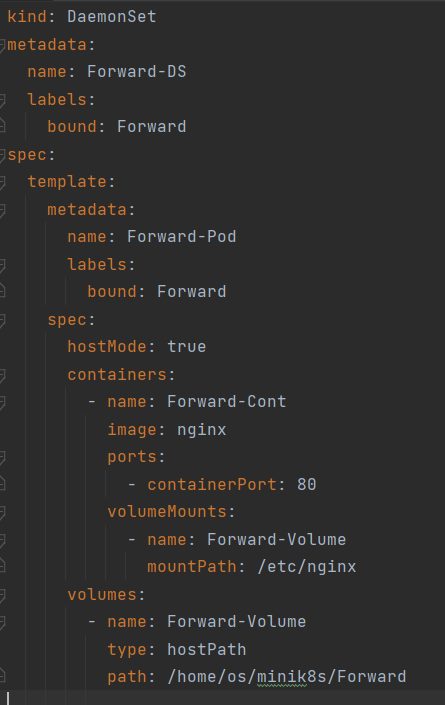 kind: DaemonSet
metadata:
  name: Forward-DS
  labels:
    bound: Forward
spec:
  template:
    metadata:
      name: Forward-Pod
      labels:
        bound: Forward
    spec:
      hostMode: true
      containers:
        - name: Forward-Cont
          image: nginx
          ports:
            - containerPort: 80
          volumeMounts:
            - name: Forward-Volume
              mountPath: /etc/nginx
      volumes:
        - name: Forward-Volume
          type: hostPath
          path: /home/os/minik8s/Forward